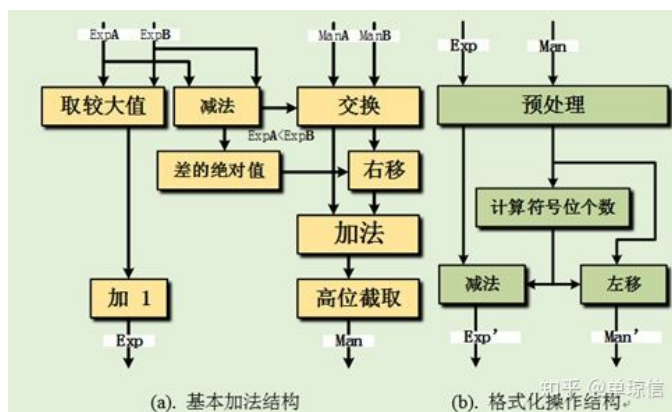 ExpA ExpB ManA ManB Exp Man
取较大值 减法 交换 预处理
ExpA<ExpB
差的绝对值 右移
计算符号位个数
加法
加 1 高位截取 减法 左移
Exp Man Exp' Man'
(a). 基本加法结构 (b). 格式化操作结构
知乎 @单琼信